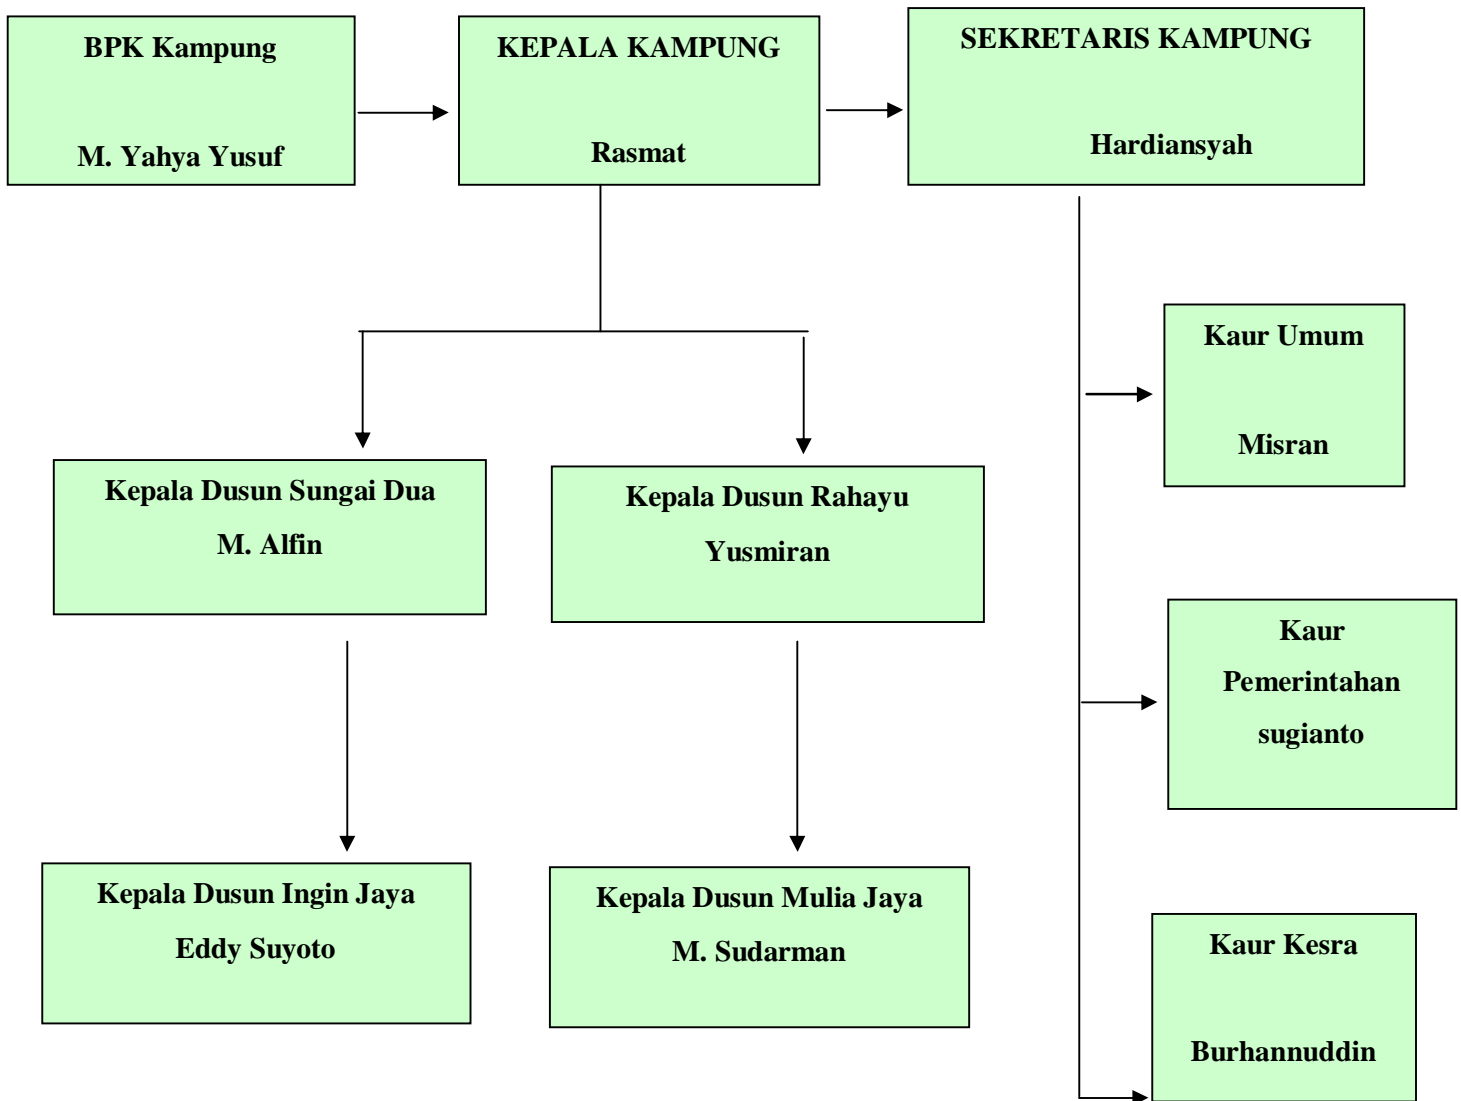 BPK Kampung
M. Yahya Yusuf
KEPALA KAMPUNG
Rasmat
SEKRETARIS KAMPUNG
Hardiansyah
Kaur Umum
Misran
Kepala Dusun Sungai Dua
M. Alfin
Kepala Dusun Rahayu
Yusmiran
Kaur
Pemerintahan
sugianto
Kepala Dusun Ingin Jaya
Eddy Suyoto
Kepala Dusun Mulia Jaya
M. Sudarman
Kaur Kesra
Burhannuddin